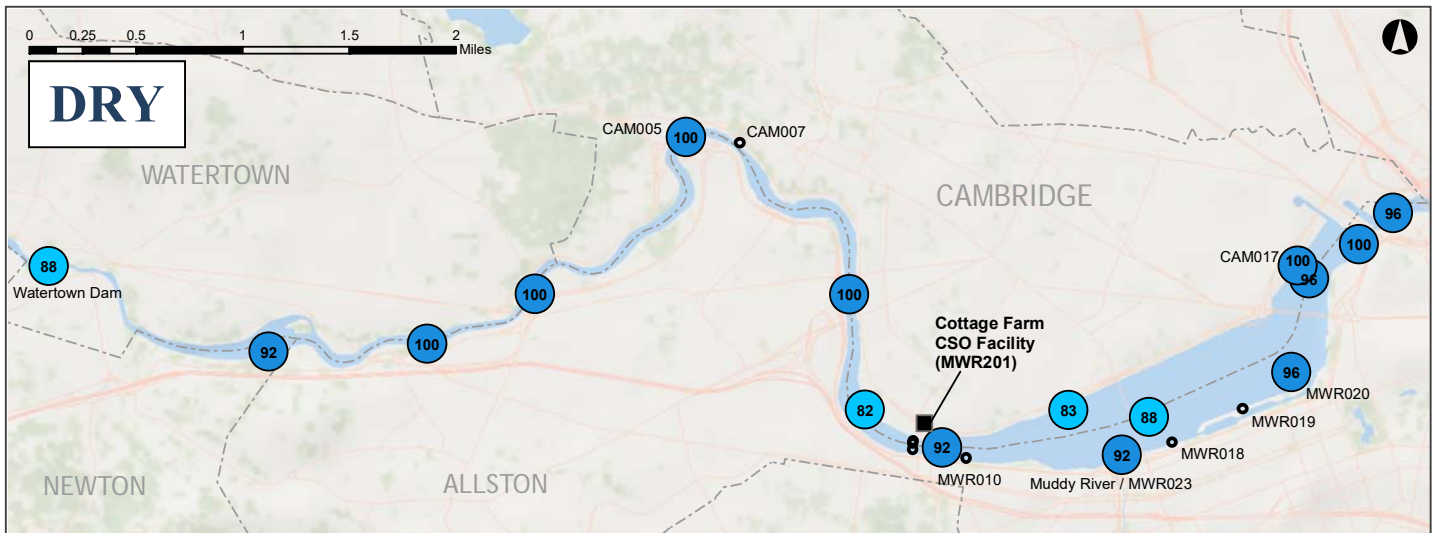 0 0.25 0.5 1 1.5 2
Miles
DRY
WATERTOWN
CAM005
100
CAM007
CAMBRIDGE
96
100
CAM017
100
96
88
Watertown Dam
100
100
92
100
Cottage Farm
CSO Facility
(MWR201)
96
MWR020
82
83
88
MWR019
92
MWR018
92
MWR010
Muddy River / MWR023
NEWTON
ALLSTON